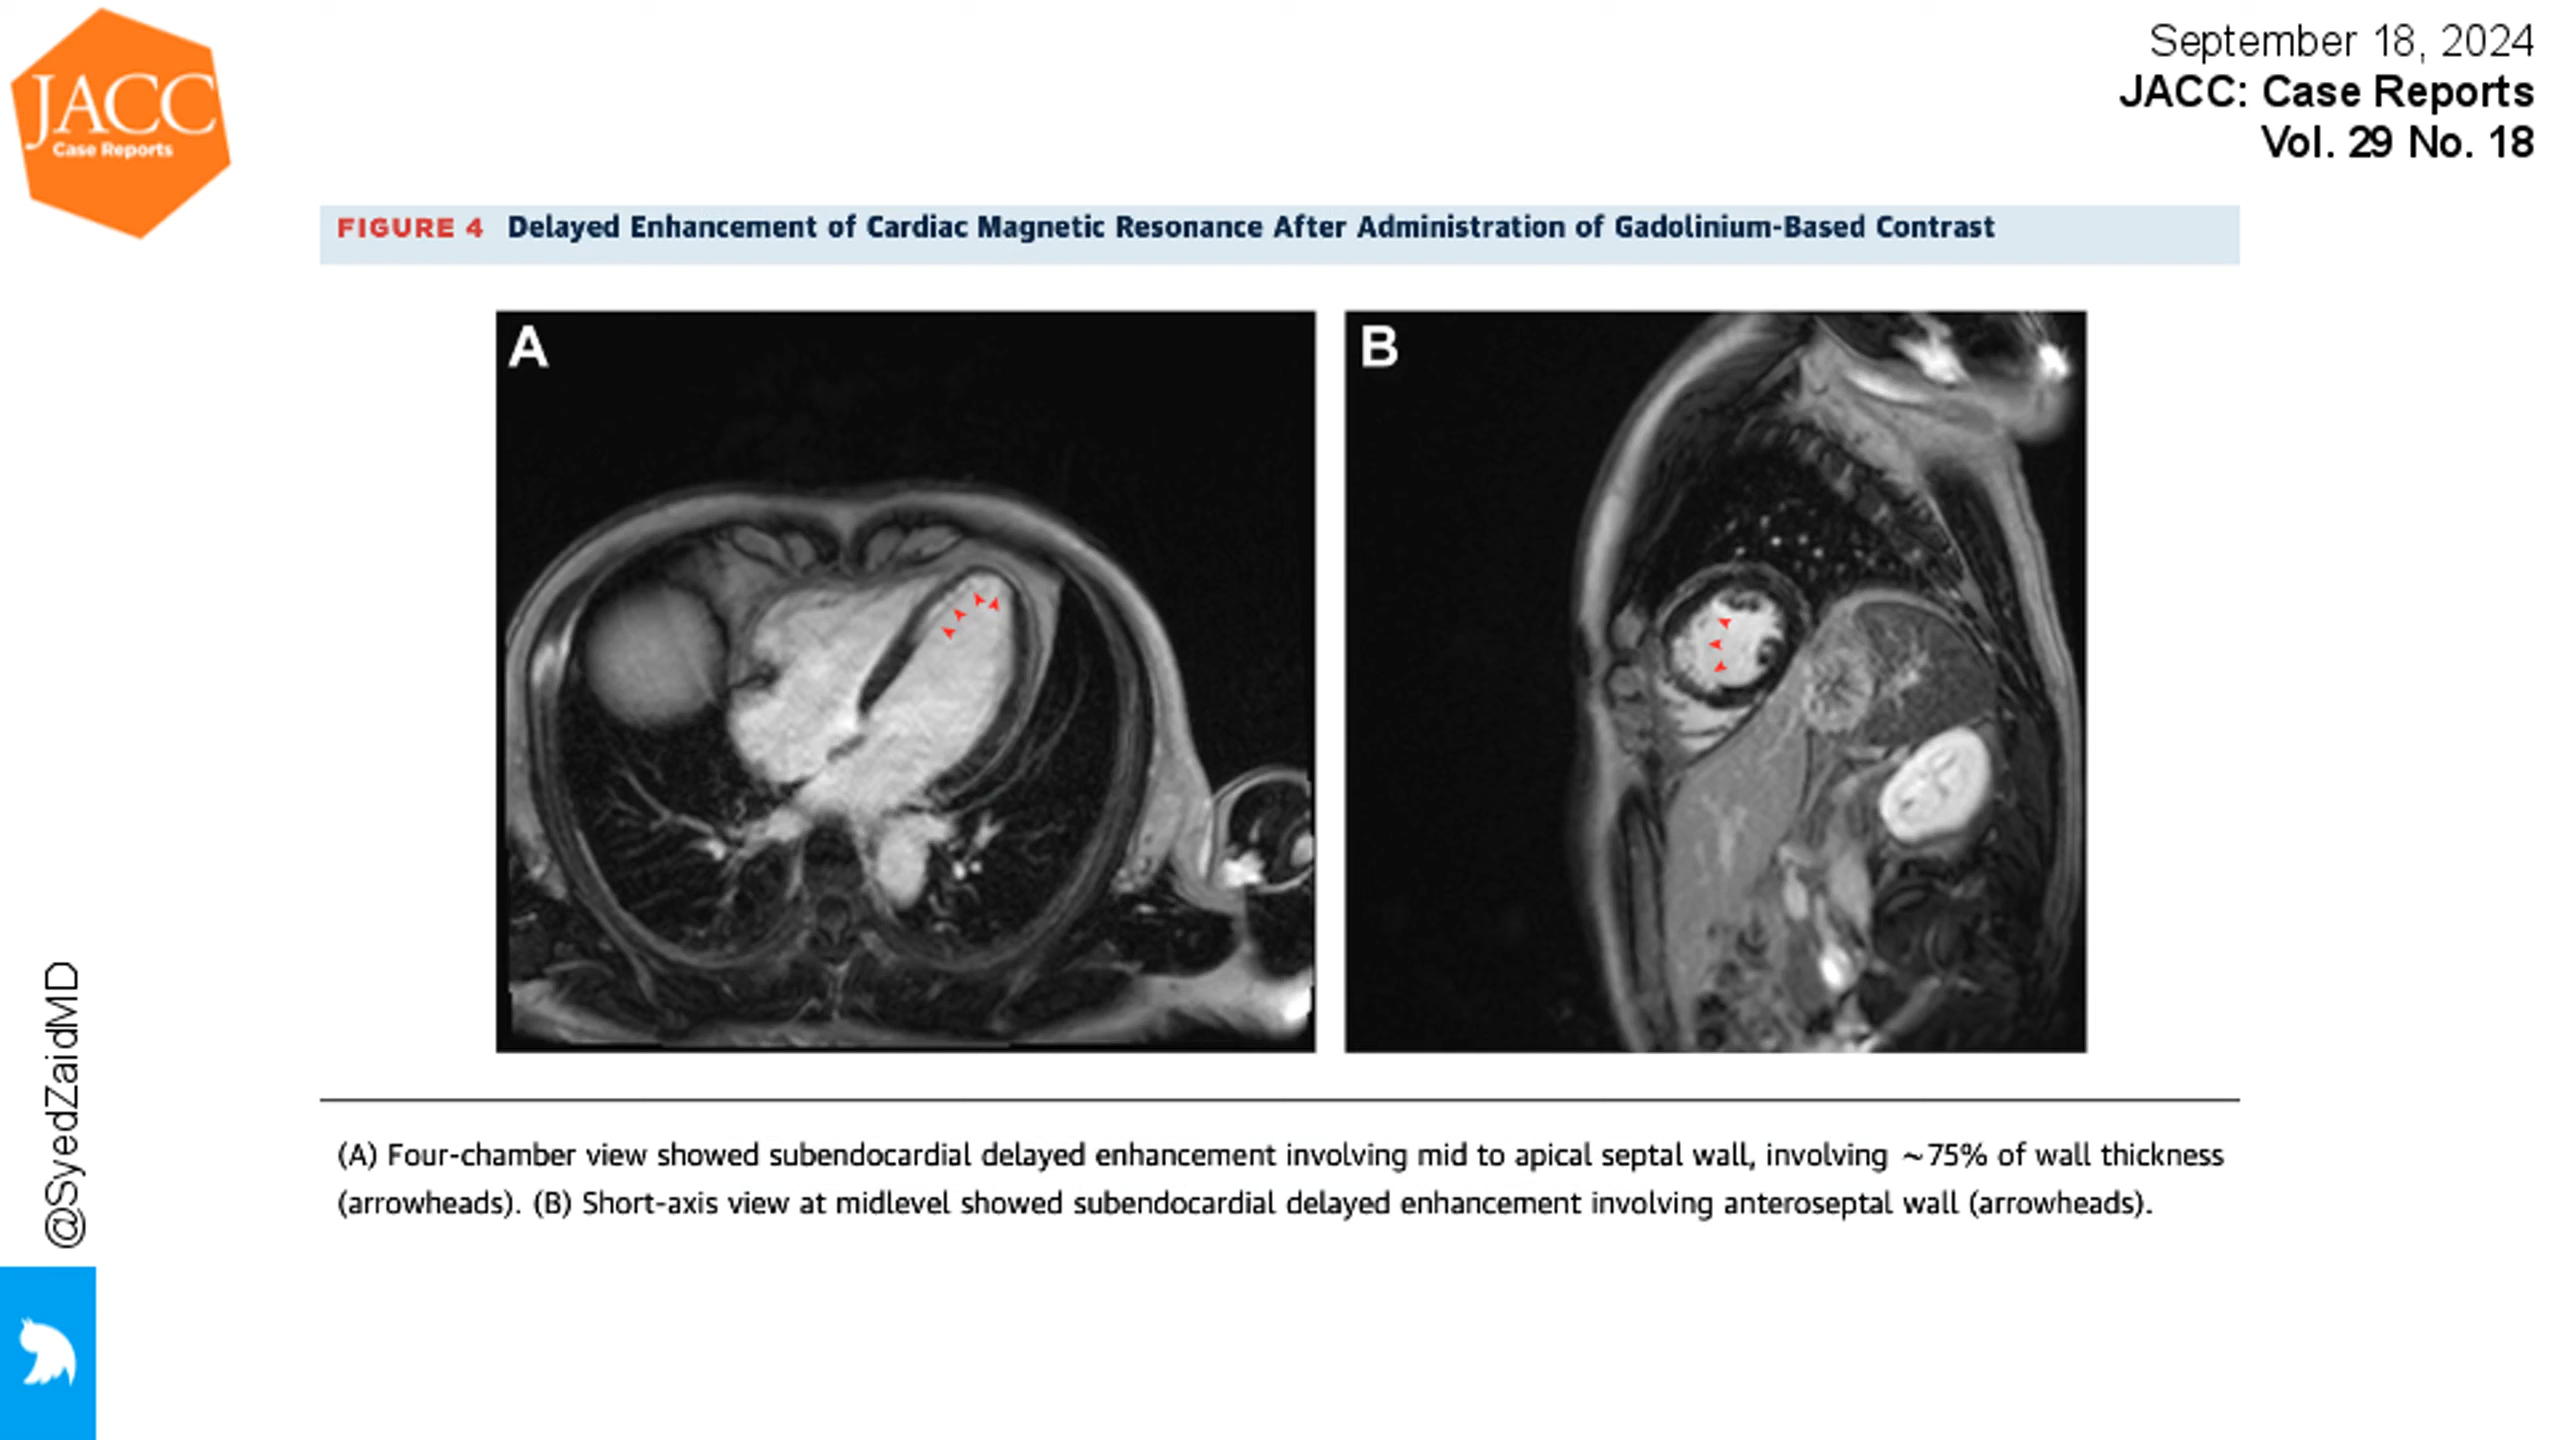 JACC
Case Reports
September 18, 2024
JACC: Case Reports
Vol. 29 No. 18
FIGURE 4 Delayed Enhancement of Cardiac Magnetic Resonance After Administration of Gadolinium-Based Contrast
A
B
(A) Four-chamber view showed subendocardial delayed enhancement involving mid to apical septal wall, involving ~75% of wall thickness
(arrowheads). (B) Short-axis view at midlevel showed subendocardial delayed enhancement involving anteroseptal wall (arrowheads).
@SyedZaidMD